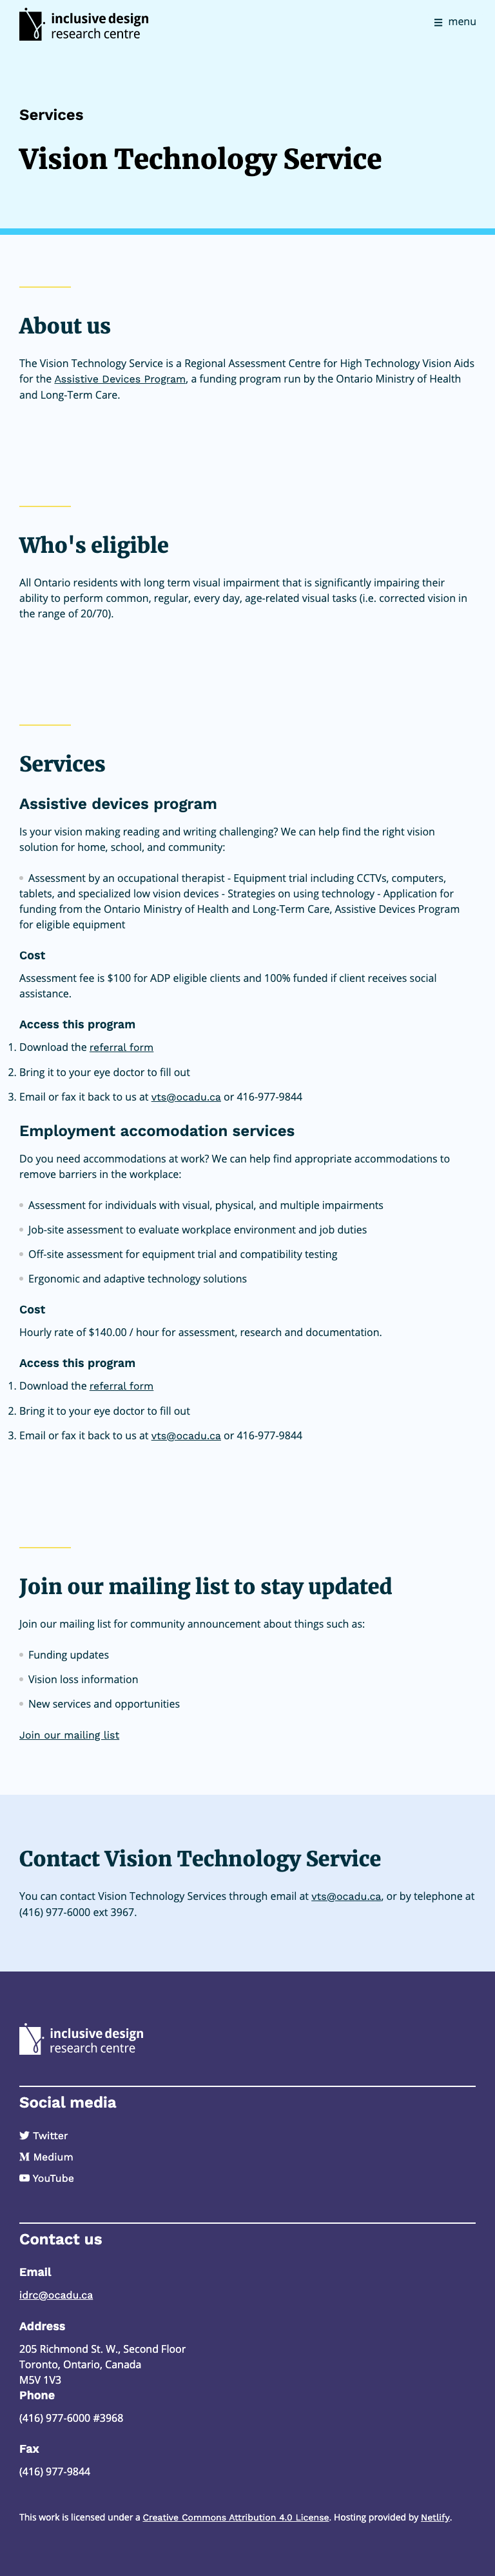 inclusive design
research centre
menu
Services
Vision Technology Service
About us
The Vision Technology Service is a Regional Assessment Centre for High Technology Vision Aids
for the Assistive Devices Program, a funding program run by the Ontario Ministry of Health
and Long-Term Care.
Who's eligible
All Ontario residents with long term visual impairment that is significantly impairing their
ability to perform common, regular, every day, age-related visual tasks (i.e. corrected vision in
the range of 20/70).
Services
Assistive devices program
Is your vision making reading and writing challenging? We can help find the right vision
solution for home, school, and community:
Assessment by an occupational therapist - Equipment trial including CCTVs, computers,
tablets, and specialized low vision devices - Strategies on using technology - Application for
funding from the Ontario Ministry of Health and Long-Term Care, Assistive Devices Program
for eligible equipment
Cost
Assessment fee is $100 for ADP eligible clients and 100% funded if client receives social
assistance.
Access this program
1. Download the referral form
2. Bring it to your eye doctor to fill out
3. Email or fax it back to us at vts@ocadu.ca or 416-977-9844
Employment accomodation services
Do you need accommodations at work? We can help find appropriate accommodations to
remove barriers in the workplace:
Assessment for individuals with visual, physical, and multiple impairments
Job-site assessment to evaluate workplace environment and job duties
Off-site assessment for equipment trial and compatibility testing
Ergonomic and adaptive technology solutions
Cost
Hourly rate of $140.00 / hour for assessment, research and documentation.
Access this program
1. Download the referral form
2. Bring it to your eye doctor to fill out
3. Email or fax it back to us at vts@ocadu.ca or 416-977-9844
Join our mailing list to stay updated
Join our mailing list for community announcement about things such as:
Funding updates
Vision loss information
New services and opportunities
Join our mailing list
Contact Vision Technology Service
You can contact Vision Technology Services through email at vts@ocadu.ca, or by telephone at
(416) 977-6000 ext 3967.
inclusive design
research centre
Social media
Twitter
Medium
YouTube
Contact us
Email
idrc@ocadu.ca
Address
205 Richmond St. W., Second Floor
Toronto, Ontario, Canada
M5V 1V3
Phone
(416) 977-6000 #3968
Fax
(416) 977-9844
This work is licensed under a Creative Commons Attribution 4.0 License. Hosting provided by Netlify.